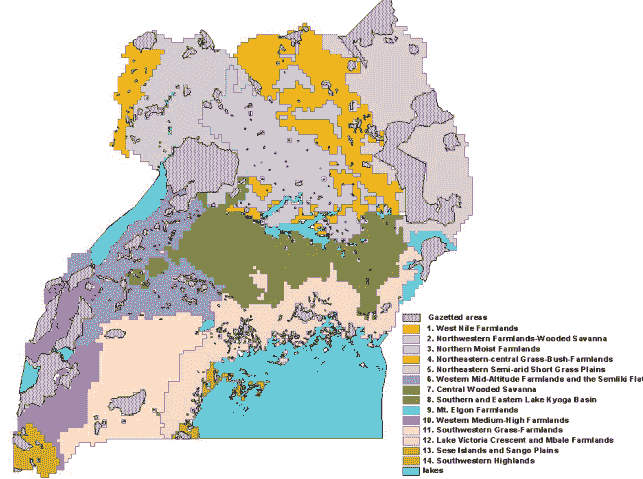 Gazetted areas
1. West Nile Farmlands
2. Northwestern Farmlands-Wooded Savanna
3. Northern Moist Farmlands
4. Northeastern-central Grass-Bush-Farmlands
5. Northeastern Semi-arid Short Grass Plains
6. Western Mid-Altitude Farmlands and the Semliki Flat
7. Central Wooded Savanna
8. Southern and Eastern Lake Kyoga Basin
9. Mt. Elgon Farmlands
10. Western Medium-High Farmlands
11. Southwestern Grass-Farmlands
12. Lake Victoria Crescent and Mbale Farmlands
13. Sese Islands and Sango Plains
14. Southwestern Highlands
lakes